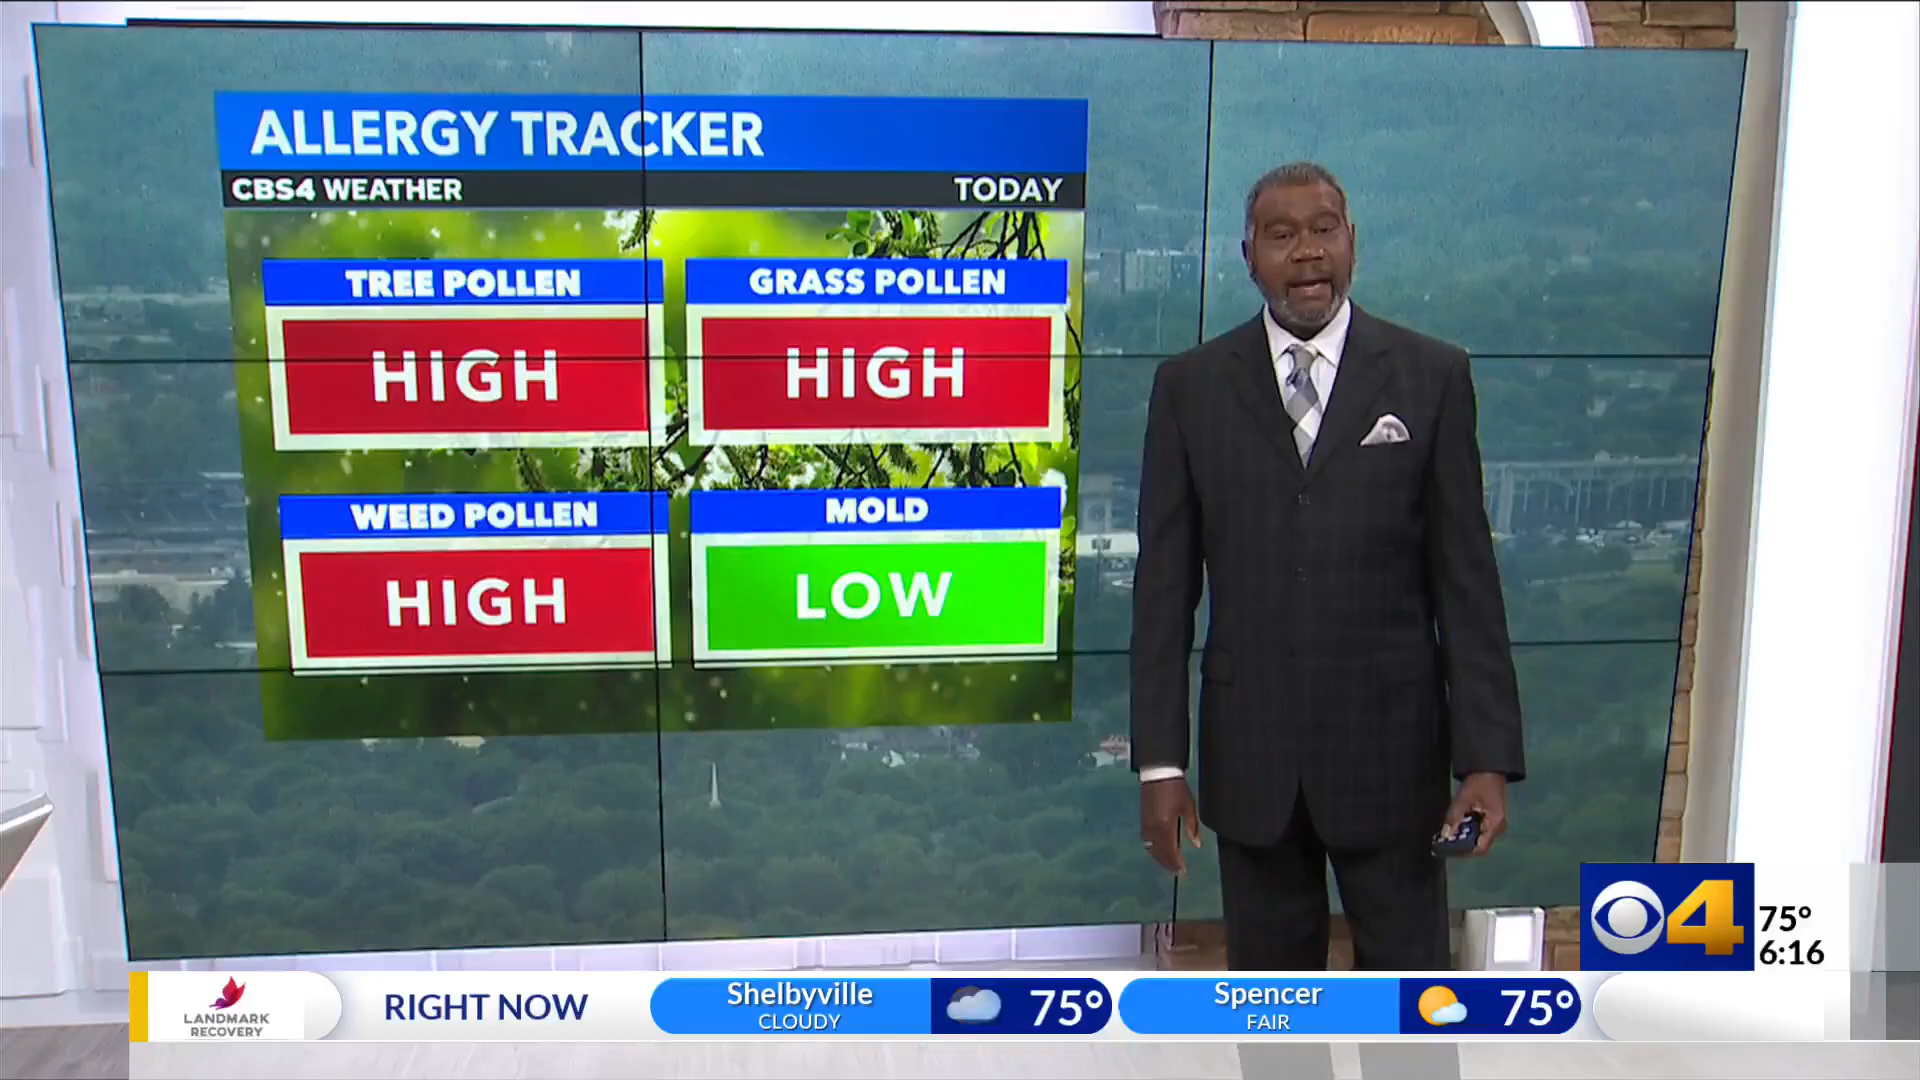 ALLERGY TRACKER
CBS4 WEATHER
TODAY
TREE POLLEN
GRASS POLLEN
HIGH
HIGH
WEED POLLEN
MOLD
HIGH
LOW
4
75°
6:16
LANDMARK
RECOVERY
RIGHT NOW
Shelbyville
CLOUDY
75°
Spencer
FAIR
75°